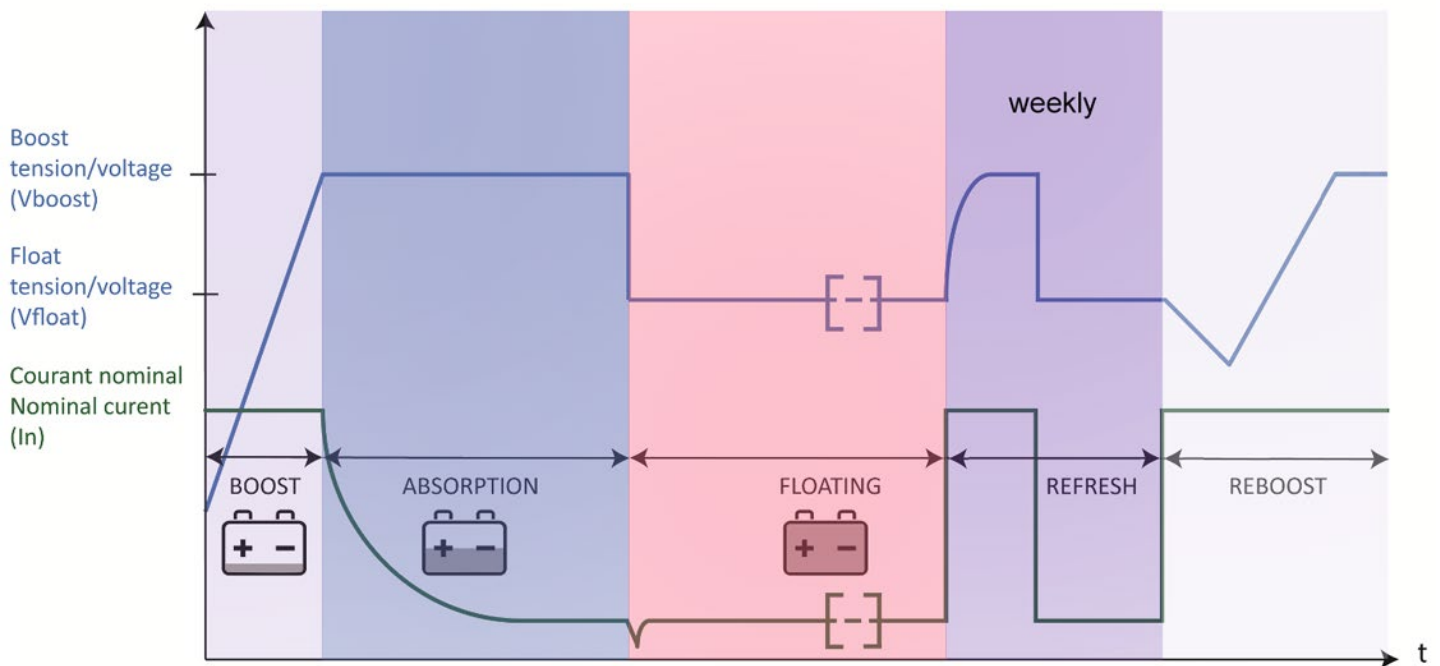 weekly
Boost
tension/voltage
(Vboost)
Float
tension/voltage
(Vfloat)
Courant nominal
Nominal curent
(In)
BOOST
ABSORPTION
FLOATING
REFRESH
REBOOST
+ -
+ -
+ -
t